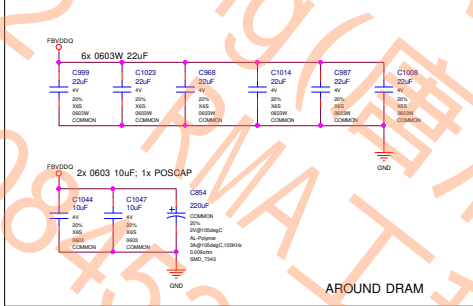 FBVDDQ
6x 0603W 22uF
C999
22uF
4V
20%
X6S
0603W
COMMON
C1023
22uF
4V
20%
X6S
0603W
COMMON
C968
22uF
4V
20%
X6S
0603W
COMMON
C1014
22uF
4V
20%
X6S
0603W
COMMON
C987
22uF
4V
20%
X6S
0603W
COMMON
C1008
22uF
4V
20%
X6S
0603W
COMMON
GND
FBVDDQ
2x 0603 10uF; 1x POSCAP
C1044
10uF
4V
20%
X6S
0603
COMMON
C1047
10uF
4V
20%
X6S
0603
COMMON
C854
220uF
COMMON
20%
2V@105degC
AL-Polymer
3A@105degC,100KHz
0.009ohm
SMD_7343
GND
AROUND DRAM
RMA